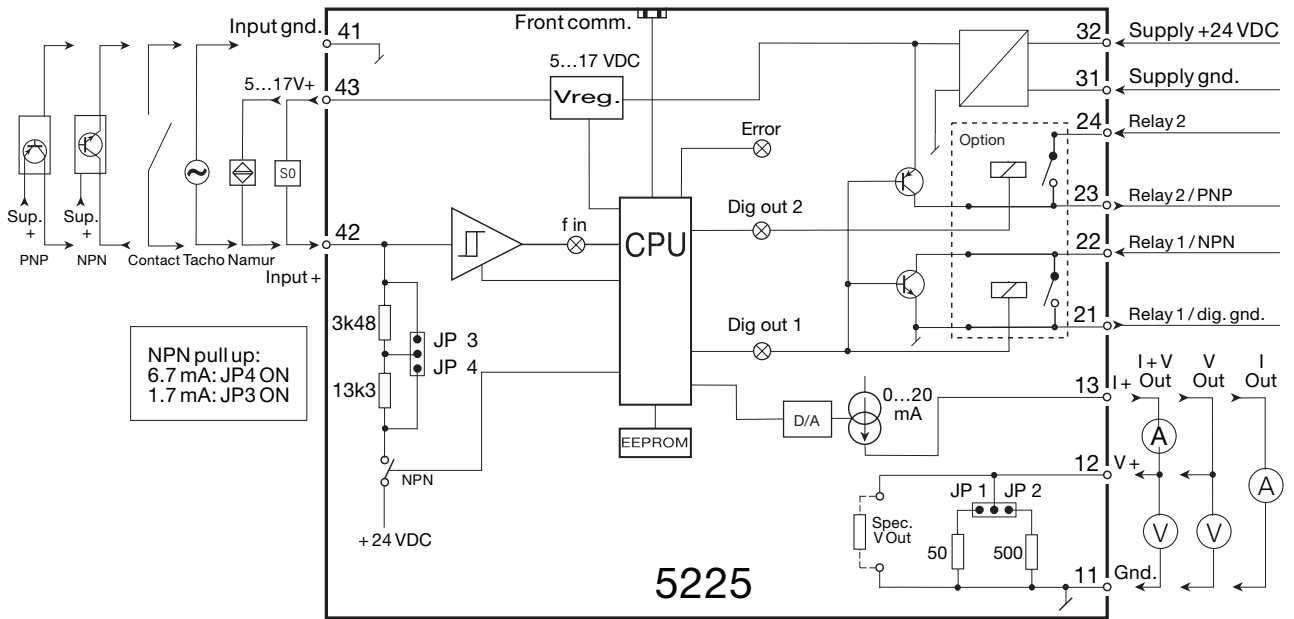 Front comm.
Input gnd.
41
32
Supply +24 VDC
5...17 VDC
43
5...17V+
Vreg.
31
Supply gnd.
24
Relay 2
Error
Option
S0
23
Relay 2 / PNP
Sup.
+
Sup.
+
42
f in
Dig out 2
CPU
22
Relay 1 / NPN
PNP
NPN
Contact
Tacho
Namur
Input +
3k48
JP 3
JP 4
13k3
Dig out 1
21
Relay 1 / dig. gnd.
NPN pull up:
6.7 mA: JP4 ON
1.7 mA: JP3 ON
I + V
Out
V
Out
I
Out
13
I+
0...20
mA
D/A
A
EEPROM
NPN
12
V+
JP 1
JP 2
A
Spec.
V Out
V
V
+24 VDC
50
500
11
Gnd.
5225